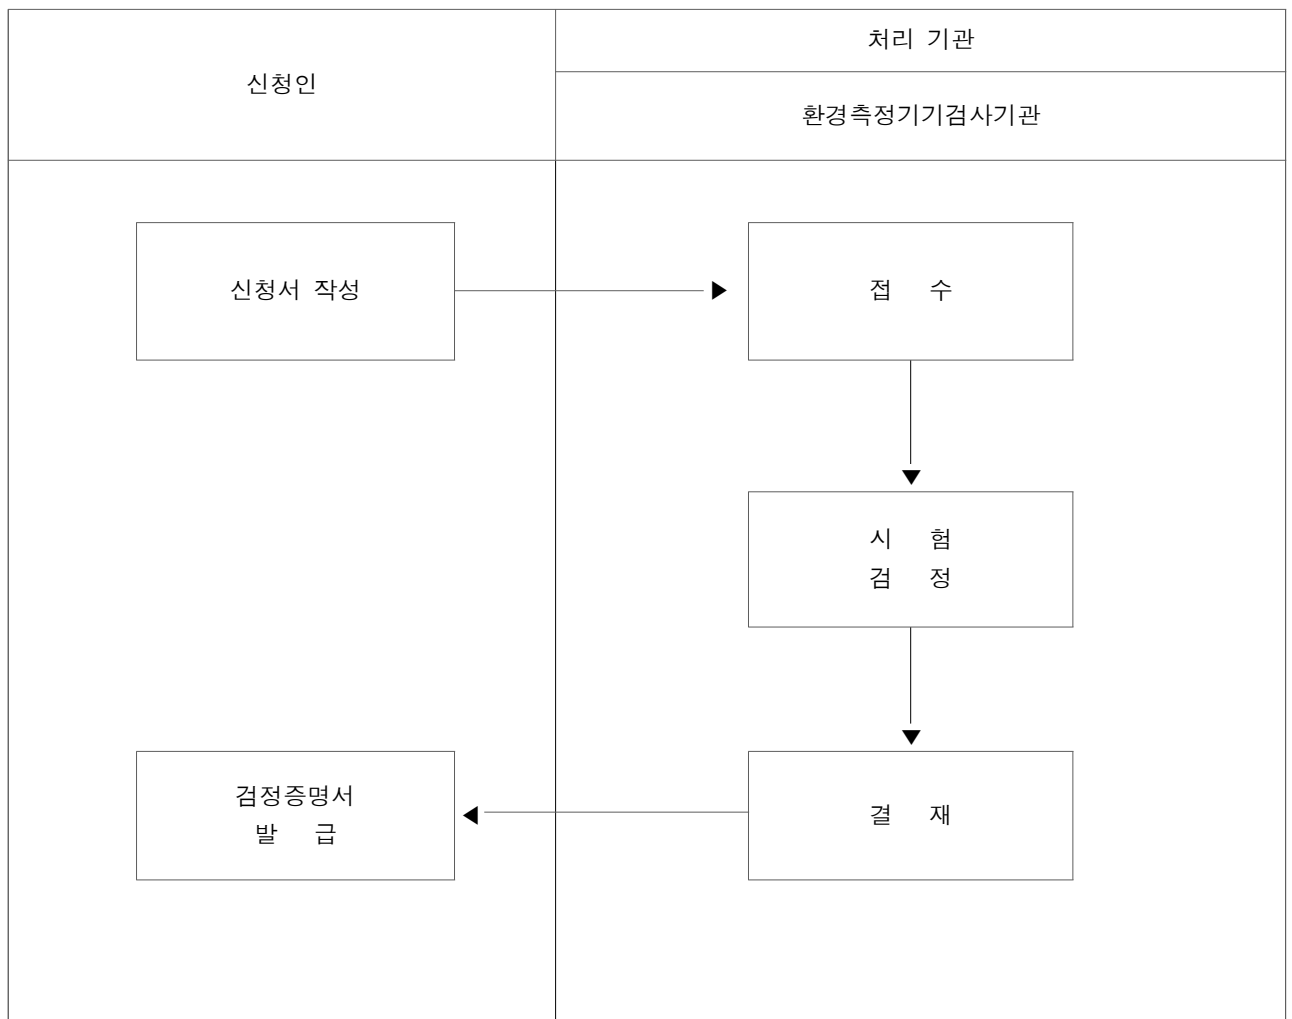 신청인
처리 기관
환경측정기기검사기관
신청서 작성
접 수
시 험
검 정
결 재
검정증명서
발 급